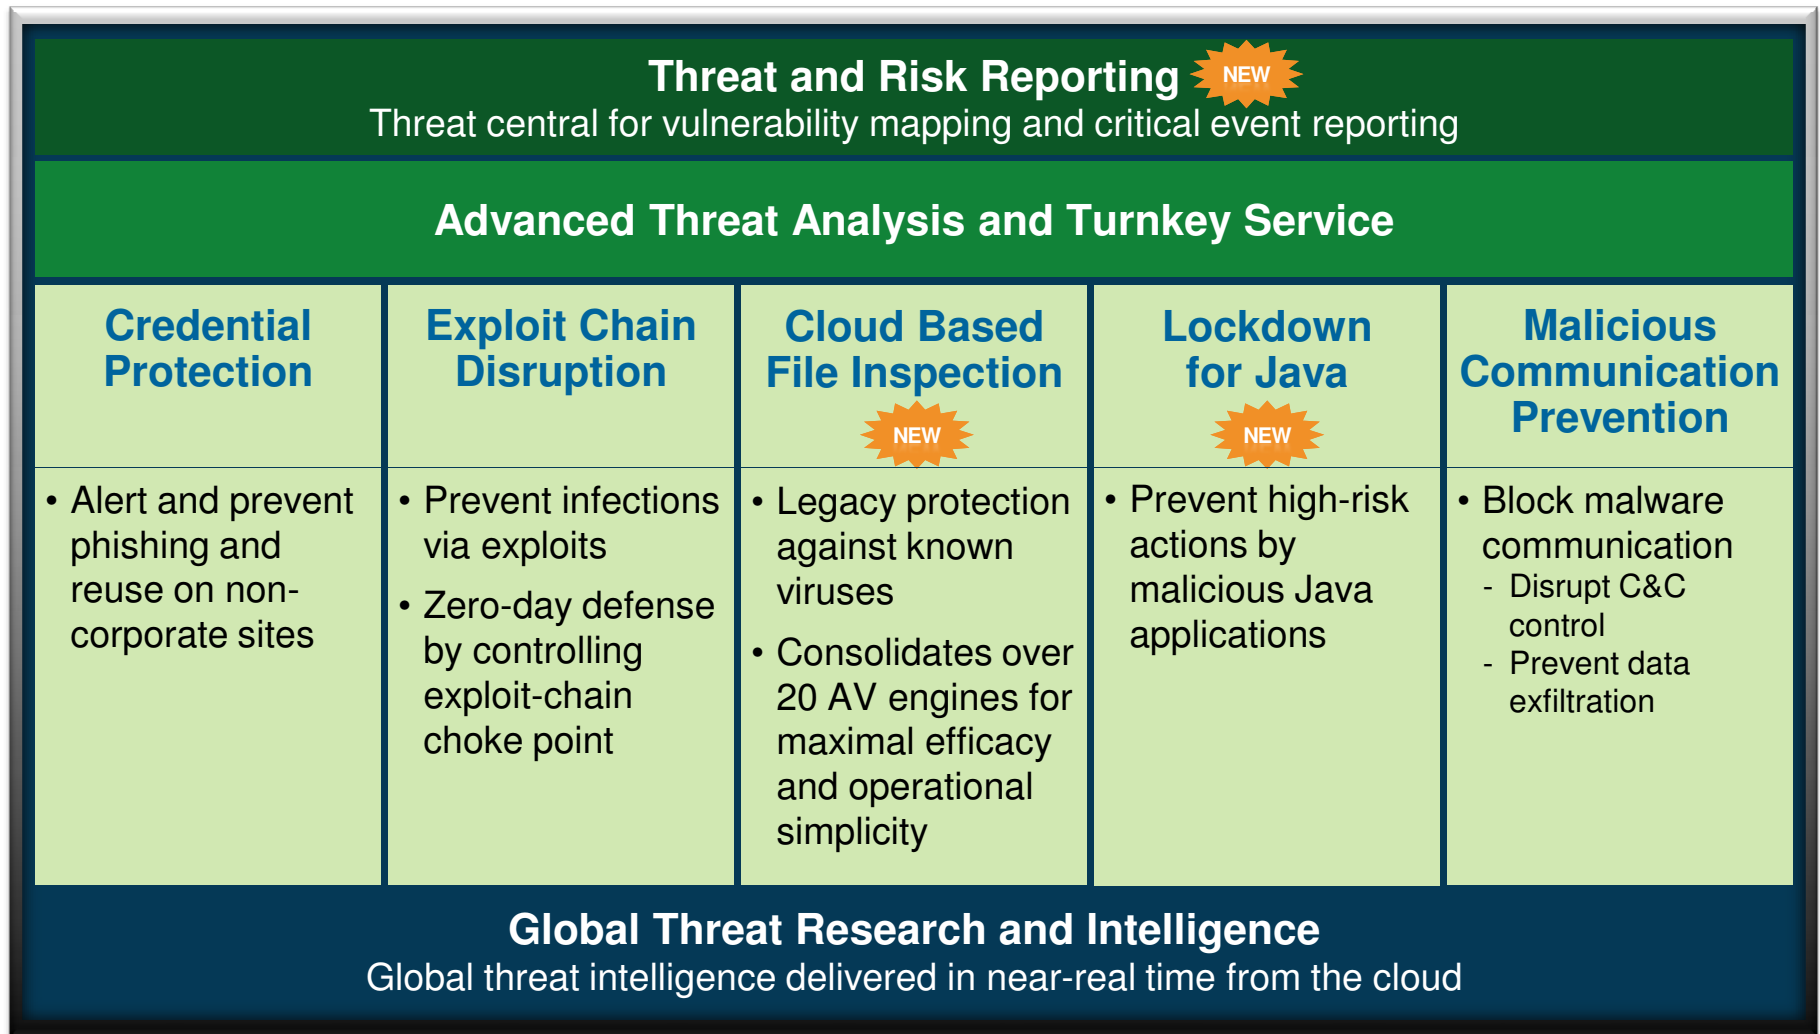 Threat and Risk Reporting NEW
Threat central for vulnerability mapping and critical event reporting
Advanced Threat Analysis and Turnkey Service
Credential
Protection
• Alert and prevent
phishing and
reuse on non-
corporate sites
Exploit Chain
Disruption
• Prevent infections
via exploits
• Zero-day defense
by controlling
exploit-chain
choke point
Cloud Based
File Inspection
NEW
• Legacy protection
against known
viruses
• Consolidates over
20 AV engines for
maximal efficacy
and operational
simplicity
Lockdown
for Java
NEW
• Prevent high-risk
actions by
malicious Java
applications
Malicious
Communication
Prevention
• Block malware
communication
- Disrupt C&C
control
- Prevent data
exfiltration
Global Threat Research and Intelligence
Global threat intelligence delivered in near-real time from the cloud